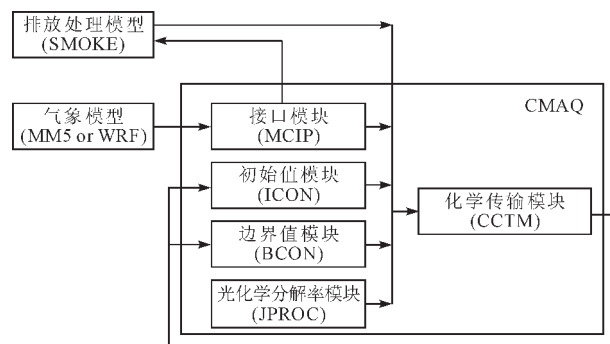 排放处理模型
(SMOKE)
CMAQ
气象模型
(MM5 or WRF)
接口模块
(MCIP)
初始值模块
(ICON)
化学传输模块
(CCTM)
边界值模块
(BCON)
光化学分解率模块
(JPROC)